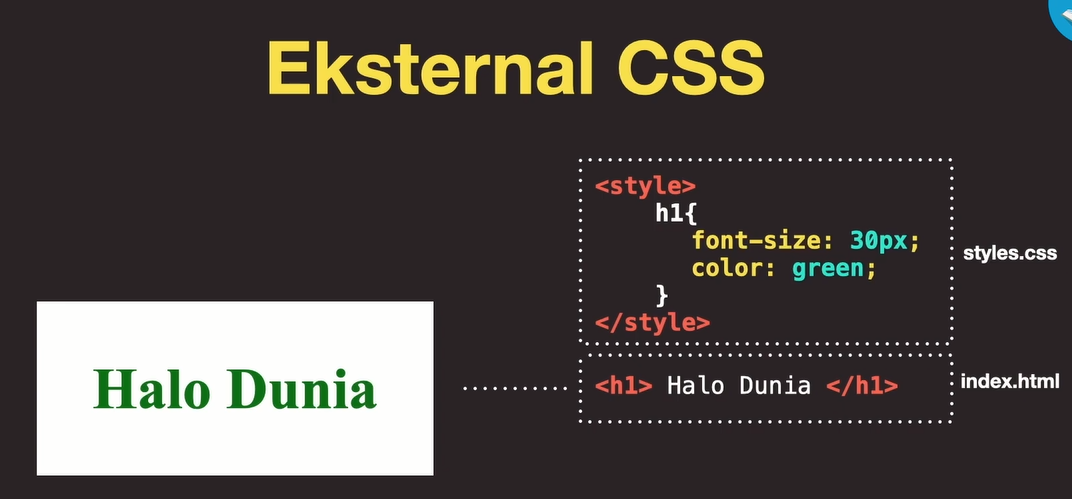 Eksternal CSS
<style>
h1{
font-size: 30px;
color: green;
}
</style>
styles.css
Halo Dunia
<h1> Halo Dunia </h1>
index.html